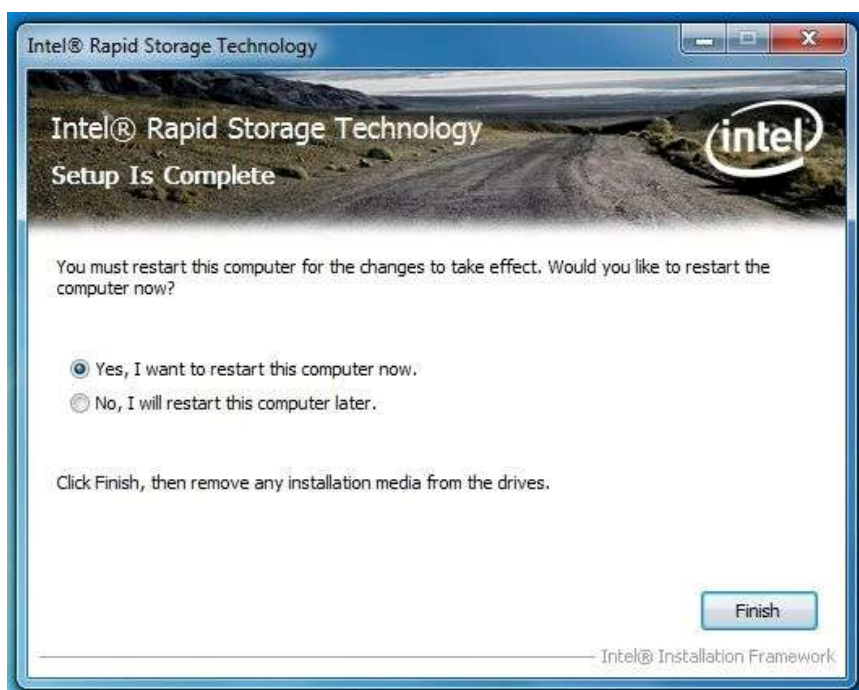 Intel® Rapid Storage Technology
Intel® Rapid Storage Technology
intel
Setup Is Complete
You must restart this computer for the changes to take effect. Would you like to restart the
computer now?
Yes, I want to restart this computer now.
No, I will restart this computer later.
Click Finish, then remove any installation media from the drives.
Finish
Intel® Installation Framework